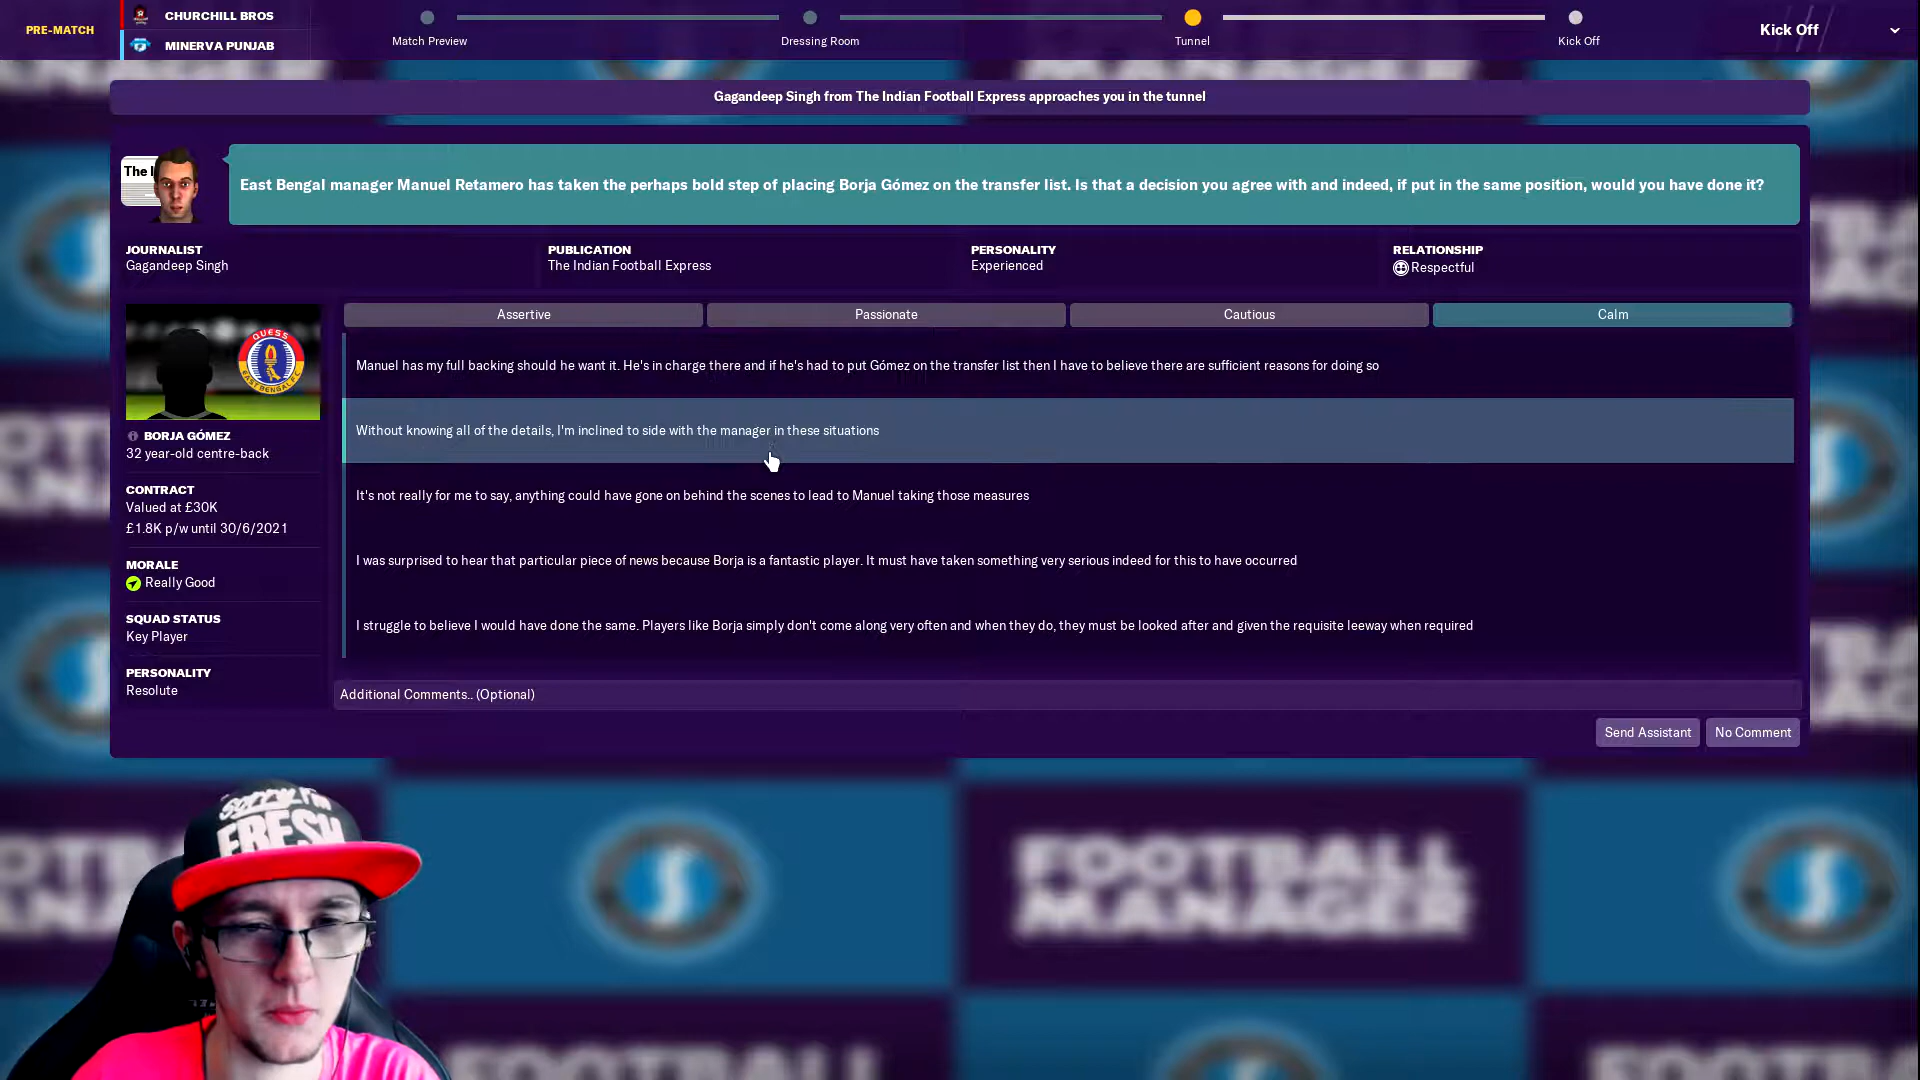 PRE-MATCH
CHURCHILL BROS
MINERVA PUNJAB
Match Preview
Dressing Room
Tunnel
Kick Off
Kick Off
Gagandeep Singh from The Indian Football Express approaches you in the tunnel
The I
East Bengal manager Manuel Retamero has taken the perhaps bold step of placing Borja Gómez on the transfer list. Is that a decision you agree with and indeed, if put in the same position, would you have done it?
JOURNALIST
Gagandeep Singh
PUBLICATION
The Indian Football Express
PERSONALITY
Experienced
RELATIONSHIP
Respectful
QUESS
EAST BENGAL F.C
BORJA GÓMEZ
32 year-old centre-back
CONTRACT
Valued at £30K
£1.8K p/w until 30/6/2021
MORALE
Really Good
SQUAD STATUS
Key Player
PERSONALITY
Resolute
Assertive
Passionate
Cautious
Calm
Manuel has my full backing should he want it. He's in charge there and if he's had to put Gómez on the transfer list then I have to believe there are sufficient reasons for doing so
Without knowing all of the details, I'm inclined to side with the manager in these situations
It's not really for me to say, anything could have gone on behind the scenes to lead to Manuel taking those measures
I was surprised to hear that particular piece of news because Borja is a fantastic player. It must have taken something very serious indeed for this to have occurred
I struggle to believe I would have done the same. Players like Borja simply don't come along very often and when they do, they must be looked after and given the requisite leeway when required
Additional Comments.. (Optional)
Send Assistant
No Comment
SORRY I'M
FRESH
FOOTBALL
MANAGER